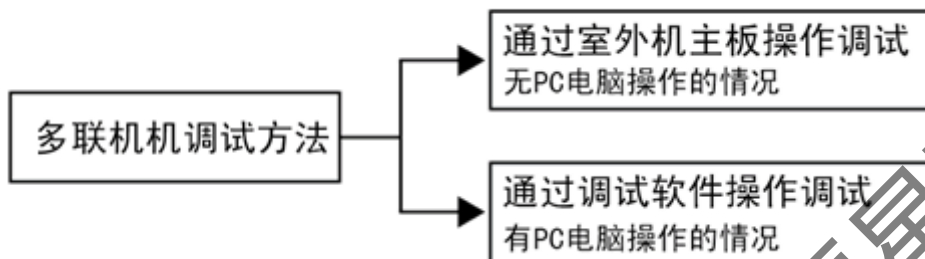 多联机机调试方法
通过室外机主板操作调试
无PC电脑操作的情况
通过调试软件操作调试
有PC电脑操作的情况